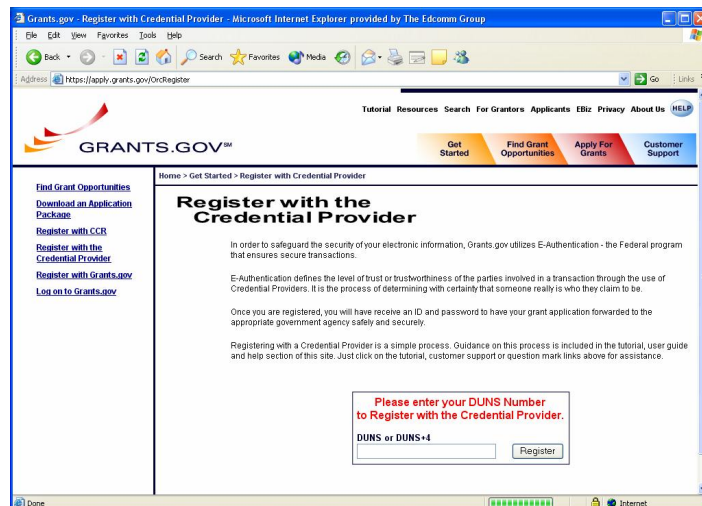 Grants.gov - Register with Credential Provider - Microsoft Internet Explorer provided by The Edcomm Group
File Edit View Favorites Tools Help
Back Search Favorites Media
Address https://apply.grants.gov/OrcRegister Go Links
Tutorial Resources Search For Grantors Applicants EBiz Privacy About Us HELP
GRANTS.GOV℠
Get Started
Find Grant Opportunities
Apply For Grants
Customer Support
Home > Get Started > Register with Credential Provider
Find Grant Opportunities
Download an Application
Package
Register with CCR
Register with the
Credential Provider
Register with Grants.gov
Log on to Grants.gov
Register with the
Credential Provider
In order to safeguard the security of your electronic information, Grants.gov utilizes E-Authentication - the Federal program
that ensures secure transactions.
E-Authentication defines the level of trust or trustworthiness of the parties involved in a transaction through the use of
Credential Providers. It is the process of determining with certainty that someone really is who they claim to be.
Once you are registered, you will have receive an ID and password to have your grant application forwarded to the
appropriate government agency safely and securely.
Registering with a Credential Provider is a simple process. Guidance on this process is included in the tutorial, user guide
and help section of this site. Just click on the tutorial, customer support or question mark links above for assistance.
Please enter your DUNS Number
to Register with the Credential Provider.
DUNS or DUNS+4
Register
Done Internet